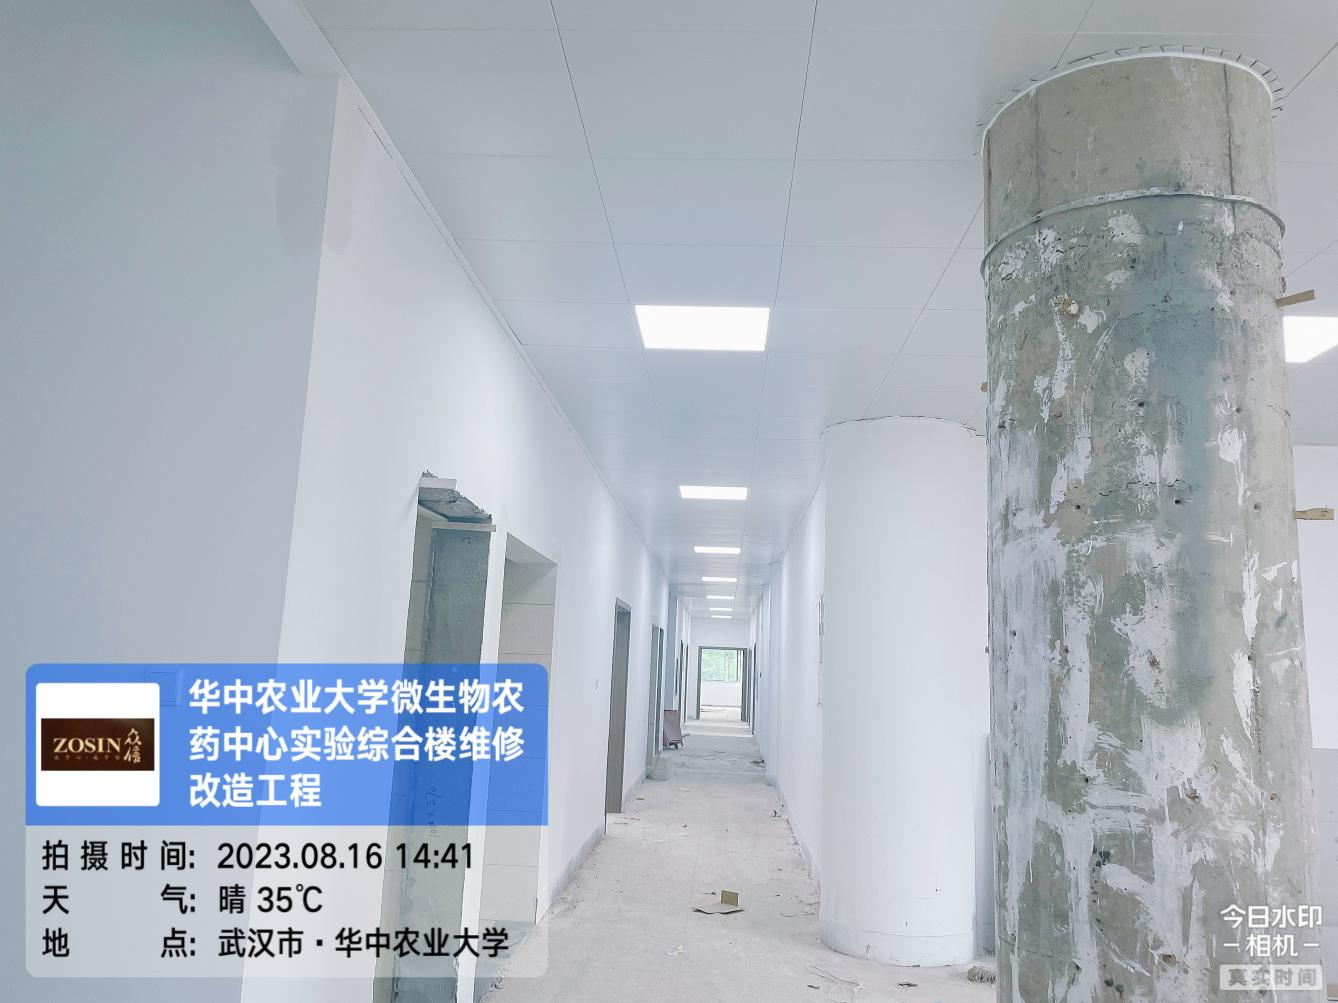 华中农业大学微生物农
药中心实验综合楼维修
改造工程
ZOSIN众信
拍摄时间: 2023.08.16 14:41
天气: 晴 35℃
地点: 武汉市·华中农业大学
今日水印
-相机-
真实时间